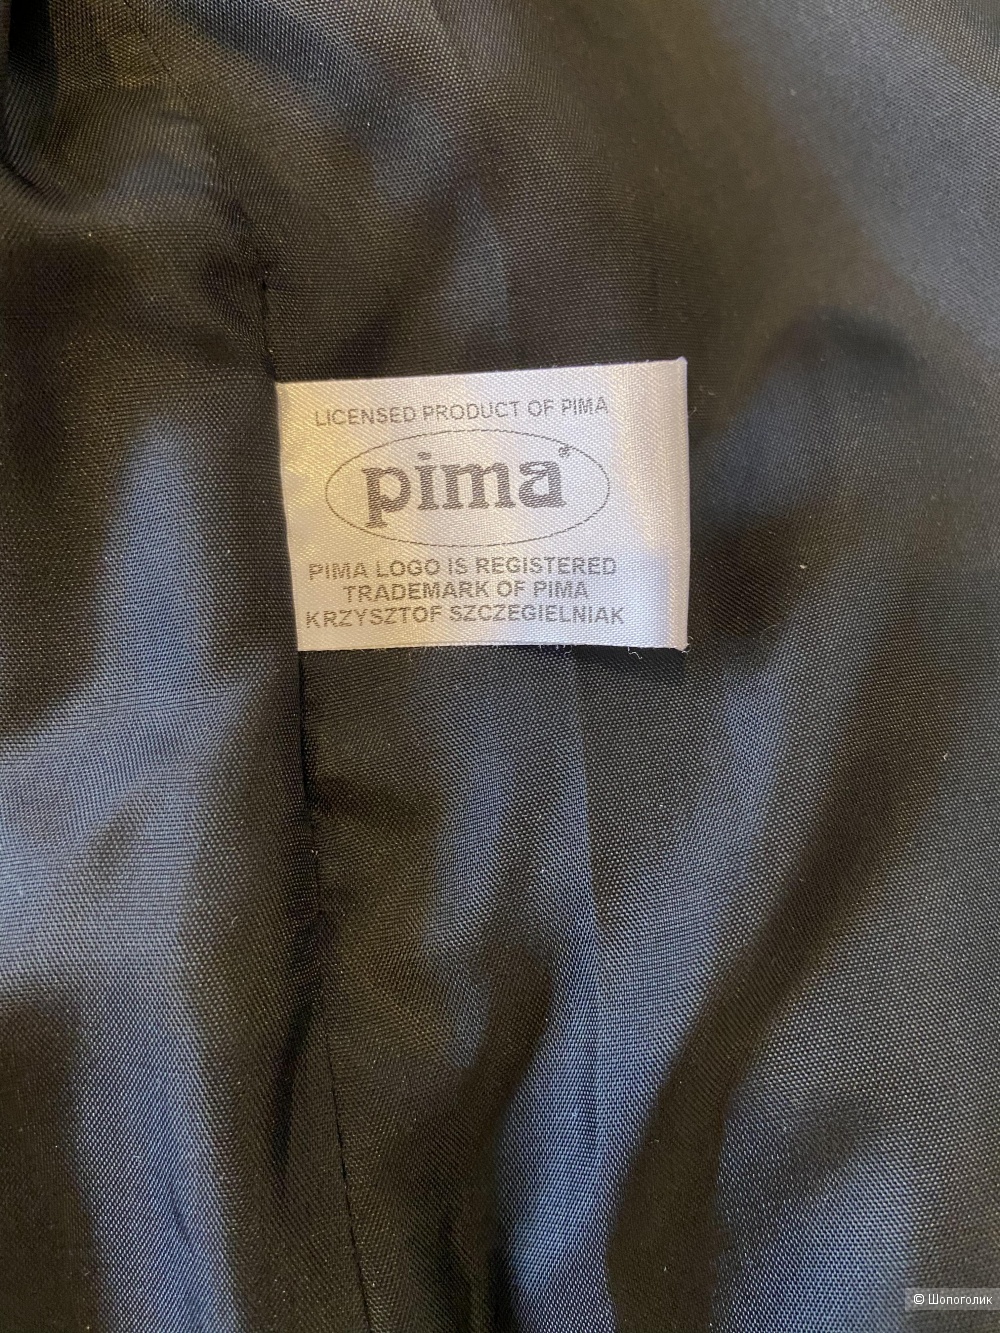 LICENSED PRODUCT OF PIMA
pima
PIMA LOGO IS REGISTERED
TRADEMARK OF PIMA
KRZYSZTOF SZCZEGIELNIAK
© Шопоголик